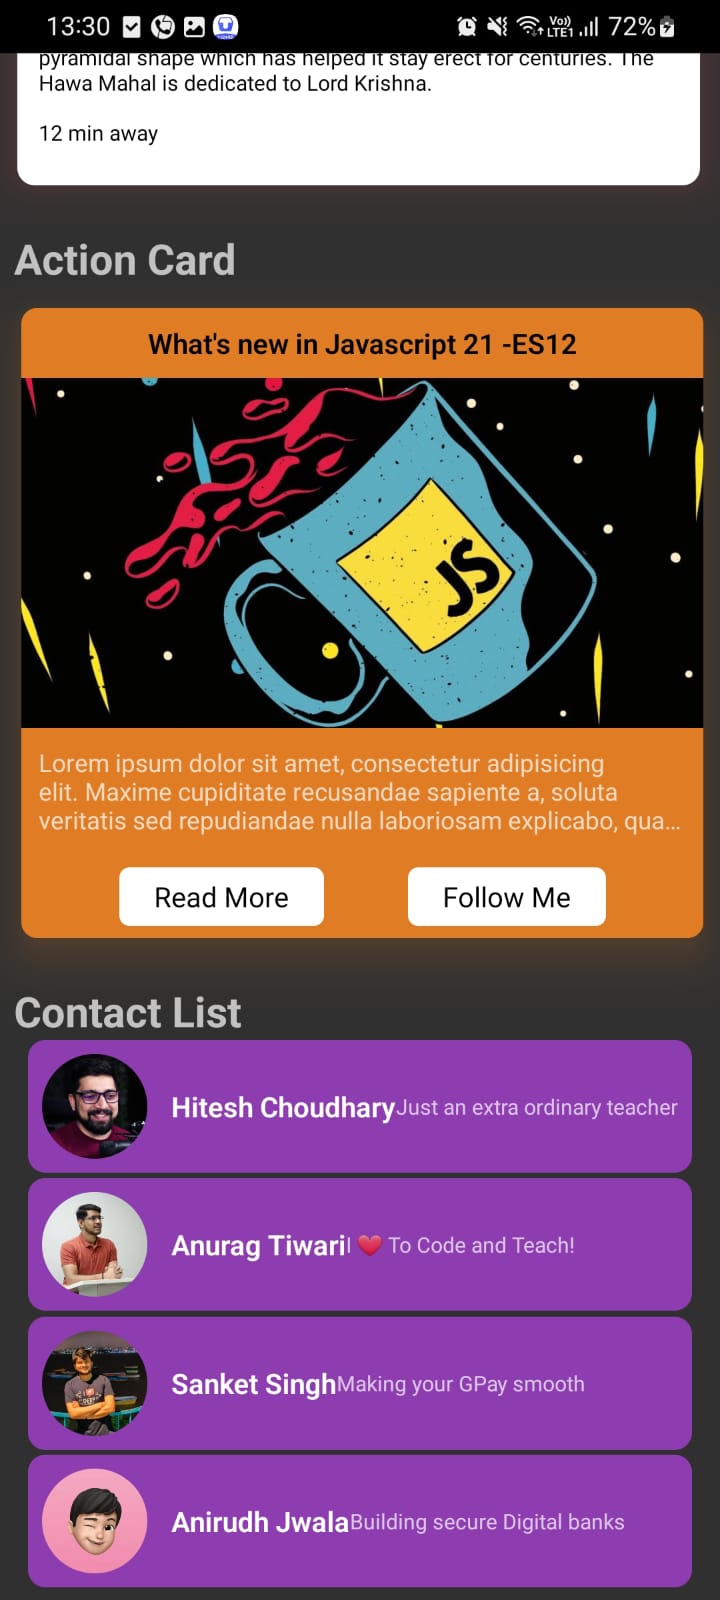 13:30
Vo)) LTE1 72%
pyramidal shape which has helped it stay erect for centuries. The
Hawa Mahal is dedicated to Lord Krishna.
12 min away
Action Card
What's new in Javascript 21 -ES12
JS
Lorem ipsum dolor sit amet, consectetur adipisicing
elit. Maxime cupiditate recusandae sapiente a, soluta
veritatis sed repudiandae nulla laboriosam explicabo, qua...
Read More
Follow Me
Contact List
Hitesh Choudhary Just an extra ordinary teacher
Anurag Tiwari I ❤️ To Code and Teach!
Sanket Singh Making your GPay smooth
Anirudh Jwala Building secure Digital banks